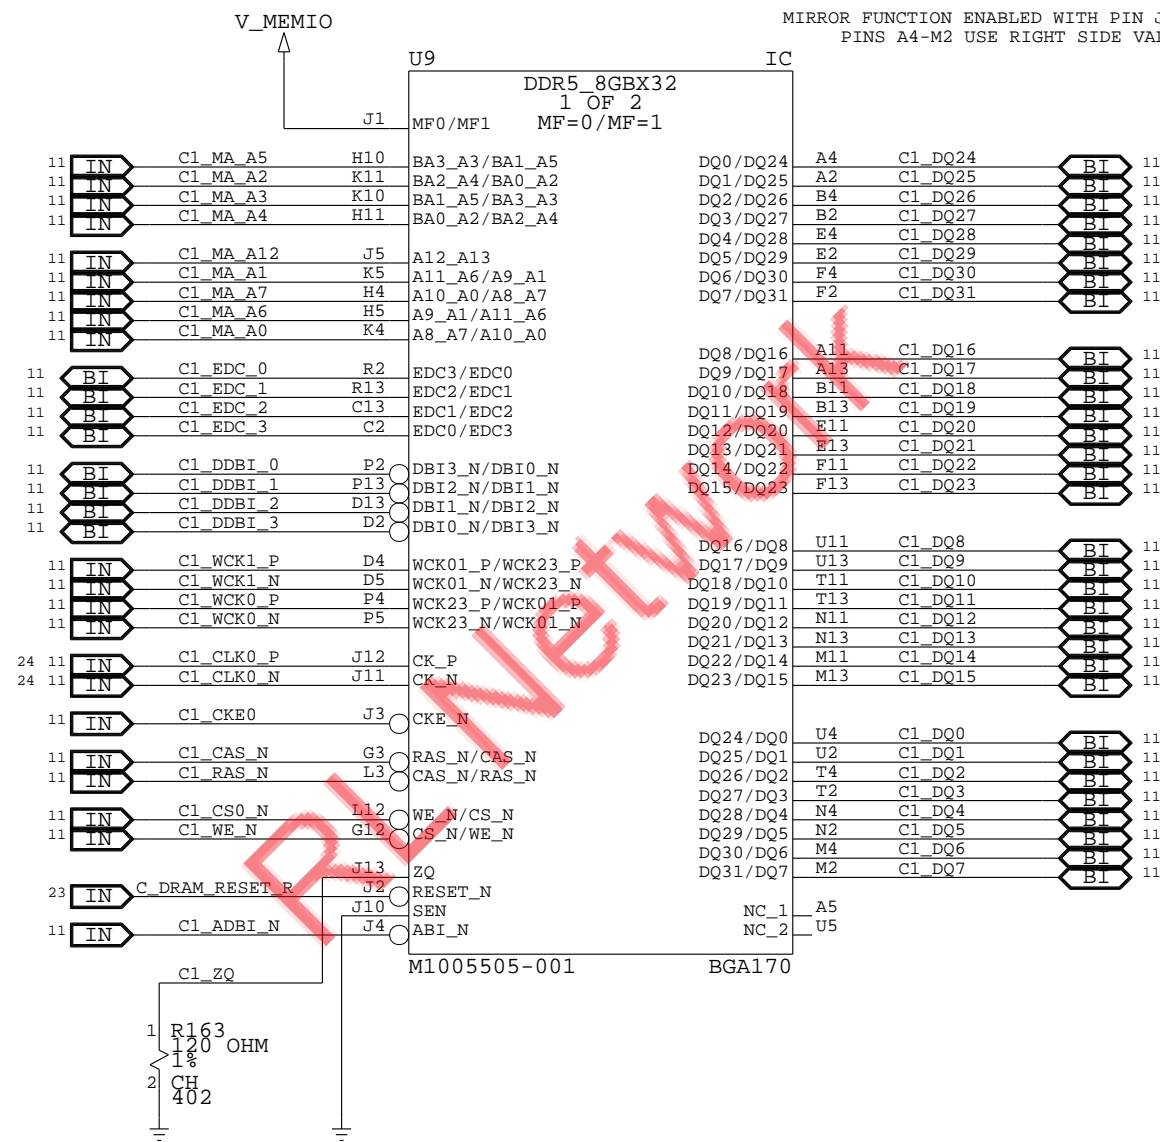 MIRROR FUNCTION ENABLED WITH PIN J
PINS A4-M2 USE RIGHT SIDE VAL
V_MEMIO
U9 IC
DDR5_8GBX32
1 OF 2
MF=0/MF=1
J1 MF0/MF1
11 IN C1_MA_A5 H10 BA3_A3/BA1_A5 DQ0/DQ24 A4 C1_DQ24 BI 11
11 IN C1_MA_A2 K11 BA2_A4/BA0_A2 DQ1/DQ25 A2 C1_DQ25 BI 11
11 IN C1_MA_A3 K10 BA1_A5/BA3_A3 DQ2/DQ26 B4 C1_DQ26 BI 11
11 IN C1_MA_A4 H11 BA0_A2/BA2_A4 DQ3/DQ27 B2 C1_DQ27 BI 11
DQ4/DQ28 E4 C1_DQ28 BI 11
11 IN C1_MA_A12 J5 A12_A13 DQ5/DQ29 E2 C1_DQ29 BI 11
11 IN C1_MA_A1 K5 A11_A6/A9_A1 DQ6/DQ30 F4 C1_DQ30 BI 11
11 IN C1_MA_A7 H4 A10_A0/A8_A7 DQ7/DQ31 F2 C1_DQ31 BI 11
11 IN C1_MA_A6 H5 A9_A1/A11_A6
11 IN C1_MA_A0 K4 A8_A7/A10_A0
DQ8/DQ16 A11 C1_DQ16 BI 11
11 BI C1_EDC_0 R2 EDC3/EDC0 DQ9/DQ17 A13 C1_DQ17 BI 11
11 BI C1_EDC_1 R13 EDC2/EDC1 DQ10/DQ18 B11 C1_DQ18 BI 11
11 BI C1_EDC_2 C13 EDC1/EDC2 DQ11/DQ19 B13 C1_DQ19 BI 11
11 BI C1_EDC_3 C2 EDC0/EDC3 DQ12/DQ20 E11 C1_DQ20 BI 11
DQ13/DQ21 E13 C1_DQ21 BI 11
11 BI C1_DDBI_0 P2 DBI3_N/DBI0_N DQ14/DQ22 F11 C1_DQ22 BI 11
11 BI C1_DDBI_1 P13 DBI2_N/DBI1_N DQ15/DQ23 F13 C1_DQ23 BI 11
11 BI C1_DDBI_2 D13 DBI1_N/DBI2_N
11 BI C1_DDBI_3 D2 DBI0_N/DBI3_N
DQ16/DQ8 U11 C1_DQ8 BI 11
11 IN C1_WCK1_P D4 WCK01_P/WCK23_P DQ17/DQ9 U13 C1_DQ9 BI 11
11 IN C1_WCK1_N D5 WCK01_N/WCK23_N DQ18/DQ10 T11 C1_DQ10 BI 11
11 IN C1_WCK0_P P4 WCK23_P/WCK01_P DQ19/DQ11 T13 C1_DQ11 BI 11
11 IN C1_WCK0_N P5 WCK23_N/WCK01_N DQ20/DQ12 N11 C1_DQ12 BI 11
DQ21/DQ13 N13 C1_DQ13 BI 11
24 11 IN C1_CLK0_P J12 CK_P DQ22/DQ14 M11 C1_DQ14 BI 11
24 11 IN C1_CLK0_N J11 CK_N DQ23/DQ15 M13 C1_DQ15 BI 11
11 IN C1_CKE0 J3 CKE_N
DQ24/DQ0 U4 C1_DQ0 BI 11
11 IN C1_CAS_N G3 RAS_N/CAS_N DQ25/DQ1 U2 C1_DQ1 BI 11
11 IN C1_RAS_N L3 CAS_N/RAS_N DQ26/DQ2 T4 C1_DQ2 BI 11
DQ27/DQ3 T2 C1_DQ3 BI 11
11 IN C1_CS0_N L12 WE_N/CS_N DQ28/DQ4 N4 C1_DQ4 BI 11
11 IN C1_WE_N G12 CS_N/WE_N DQ29/DQ5 N2 C1_DQ5 BI 11
DQ30/DQ6 M4 C1_DQ6 BI 11
J13 ZQ DQ31/DQ7 M2 C1_DQ7 BI 11
23 IN C_DRAM_RESET_R J2 RESET_N
J10 SEN NC_1 A5
11 IN C1_ADBI_N J4 ABI_N NC_2 U5
M1005505-001 BGA170
C1_ZQ
1 R163
120 OHM
1%
2 CH
402
RL Network